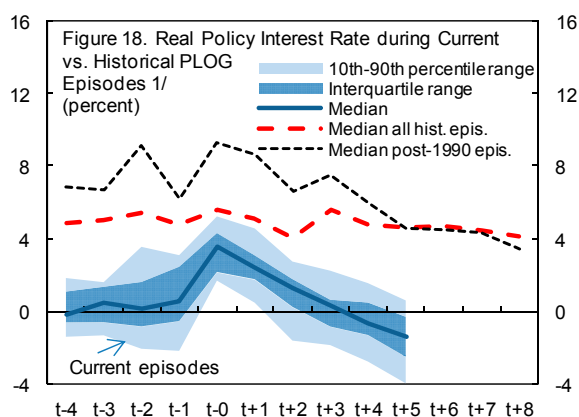 16
16
Figure 18. Real Policy Interest Rate during Current
vs. Historical PLOG
Episodes 1/
(percent)
10th-90th percentile range
Interquartile range
Median
Median all hist. epis.
Median post-1990 epis.
12
12
8
8
4
4
0
0
Current episodes
-4
-4
t-4 t-3 t-2 t-1 t-0 t+1 t+2 t+3 t+4 t+5 t+6 t+7 t+8